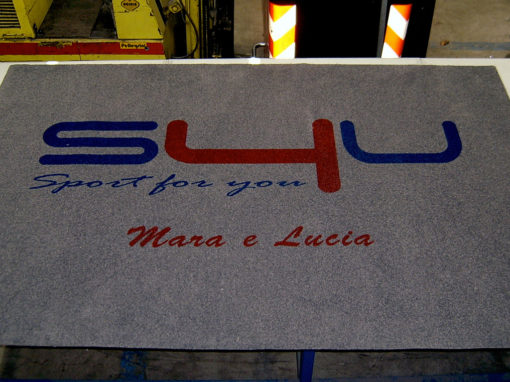 S4U
Sport for you
Mara e Lucia